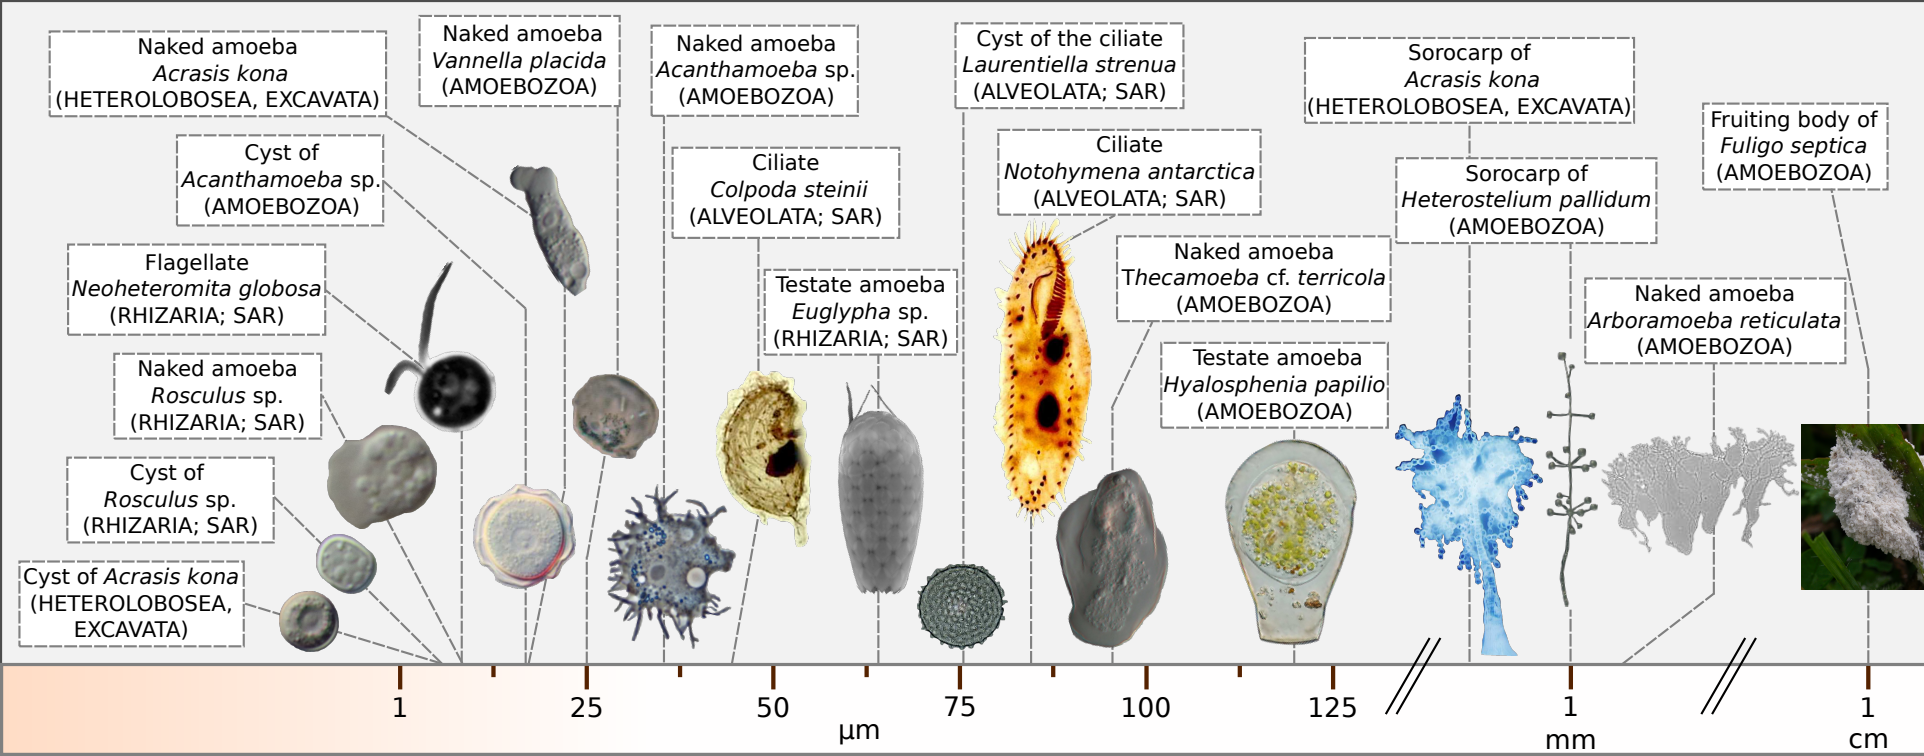 Naked amoeba
Acrasis kona
(HETEROLOBOSEA, EXCAVATA)
Naked amoeba
Vannella placida
(AMOEBOZOA)
Naked amoeba
Acanthamoeba sp.
(AMOEBOZOA)
Cyst of the ciliate
Laurentiella strenua
(ALVEOLATA; SAR)
Sorocarp of
Acrasis kona
(HETEROLOBOSEA, EXCAVATA)
Fruiting body of
Fuligo septica
(AMOEBOZOA)
Cyst of
Acanthamoeba sp.
(AMOEBOZOA)
Ciliate
Colpoda steinii
(ALVEOLATA; SAR)
Ciliate
Notohymena antarctica
(ALVEOLATA; SAR)
Sorocarp of
Heterostelium pallidum
(AMOEBOZOA)
Flagellate
Neoheteromita globosa
(RHIZARIA; SAR)
Testate amoeba
Euglypha sp.
(RHIZARIA; SAR)
Naked amoeba
Thecamoeba cf. terricola
(AMOEBOZOA)
Naked amoeba
Arboramoeba reticulata
(AMOEBOZOA)
Naked amoeba
Rosculus sp.
(RHIZARIA; SAR)
Testate amoeba
Hyalosphenia papilio
(AMOEBOZOA)
Cyst of
Rosculus sp.
(RHIZARIA; SAR)
Cyst of Acrasis kona
(HETEROLOBOSEA,
EXCAVATA)
1 25 50 75 100 125 1 1
µm mm cm